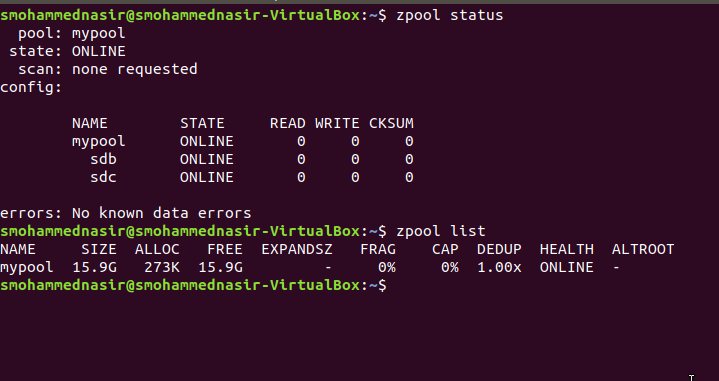 smohammednasir@smohammednasir-VirtualBox:~$ zpool status
  pool: mypool
 state: ONLINE
  scan: none requested
config:

        NAME        STATE     READ WRITE CKSUM
        mypool      ONLINE       0     0     0
          sdb       ONLINE       0     0     0
          sdc       ONLINE       0     0     0

errors: No known data errors
smohammednasir@smohammednasir-VirtualBox:~$ zpool list
NAME     SIZE  ALLOC   FREE  EXPANDSZ   FRAG    CAP  DEDUP  HEALTH  ALTROOT
mypool  15.9G   273K  15.9G         -     0%     0%  1.00x  ONLINE  -
smohammednasir@smohammednasir-VirtualBox:~$